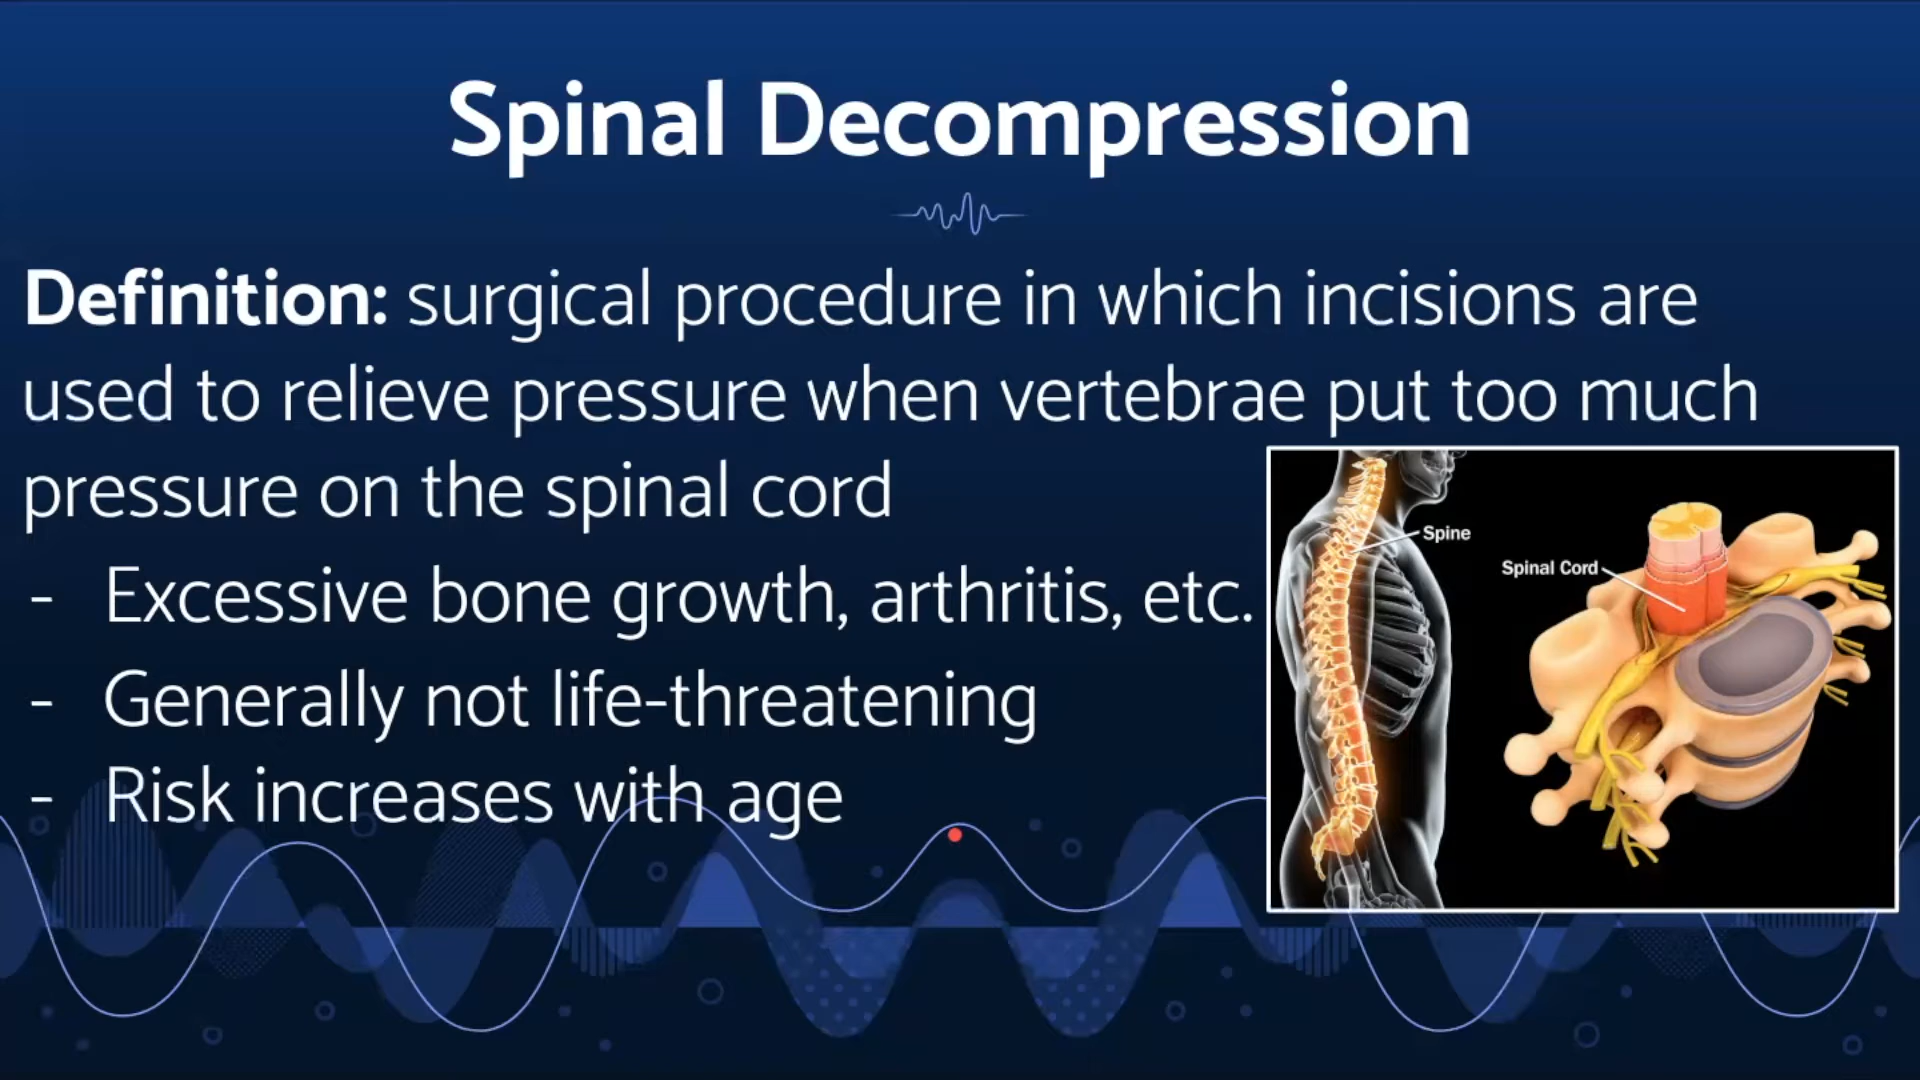 Spinal Decompression
Definition: surgical procedure in which incisions are
used to relieve pressure when vertebrae put too much
pressure on the spinal cord
- Excessive bone growth, arthritis, etc.
- Generally not life-threatening
- Risk increases with age
Spine
Spinal Cord